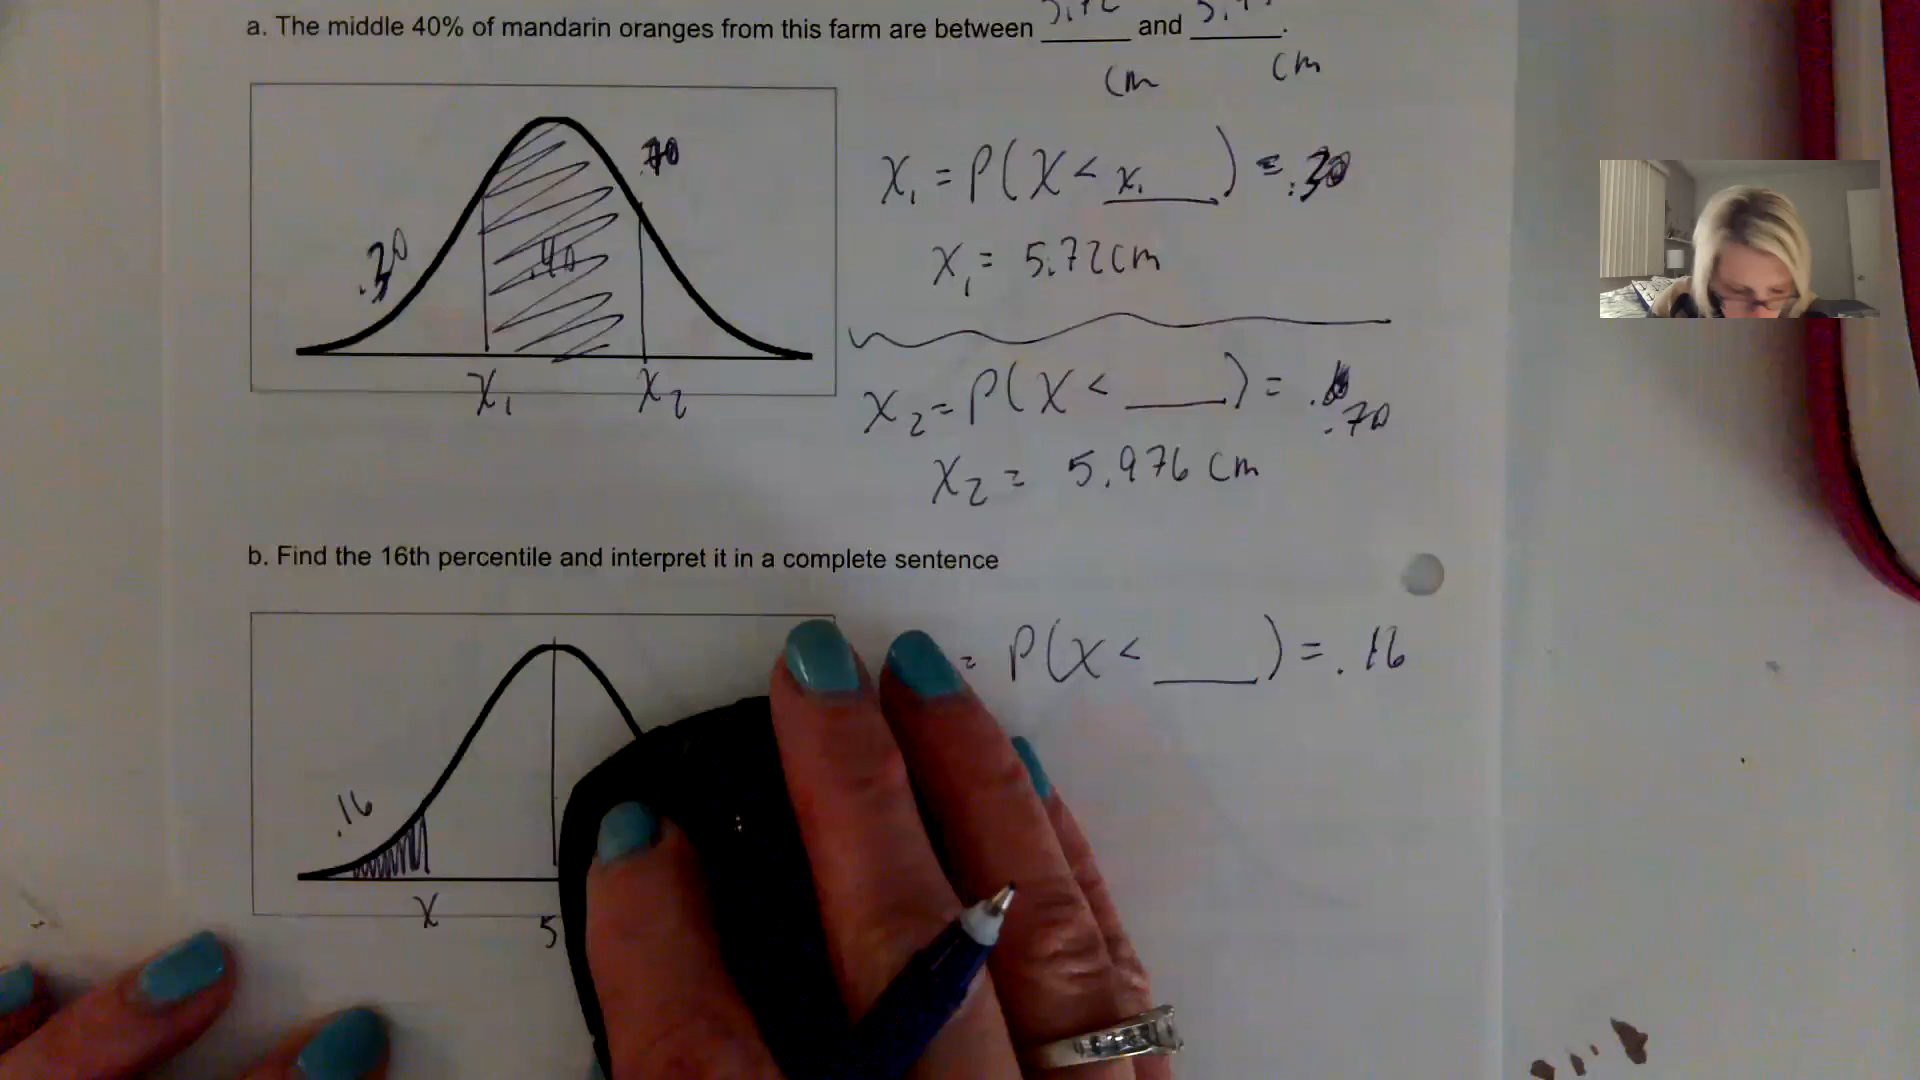 a. The middle 40% of mandarin oranges from this farm are between ______ and ______.
cm cm
.70
X₁ = P(X < x₁) = .30
.30
.40
X₁ = 5.72cm
X₁ X₂
X₂ = P(X < ____) = .70
X₂ = 5.976 cm
b. Find the 16th percentile and interpret it in a complete sentence
= P(X < ____) = .16
.16
X
5